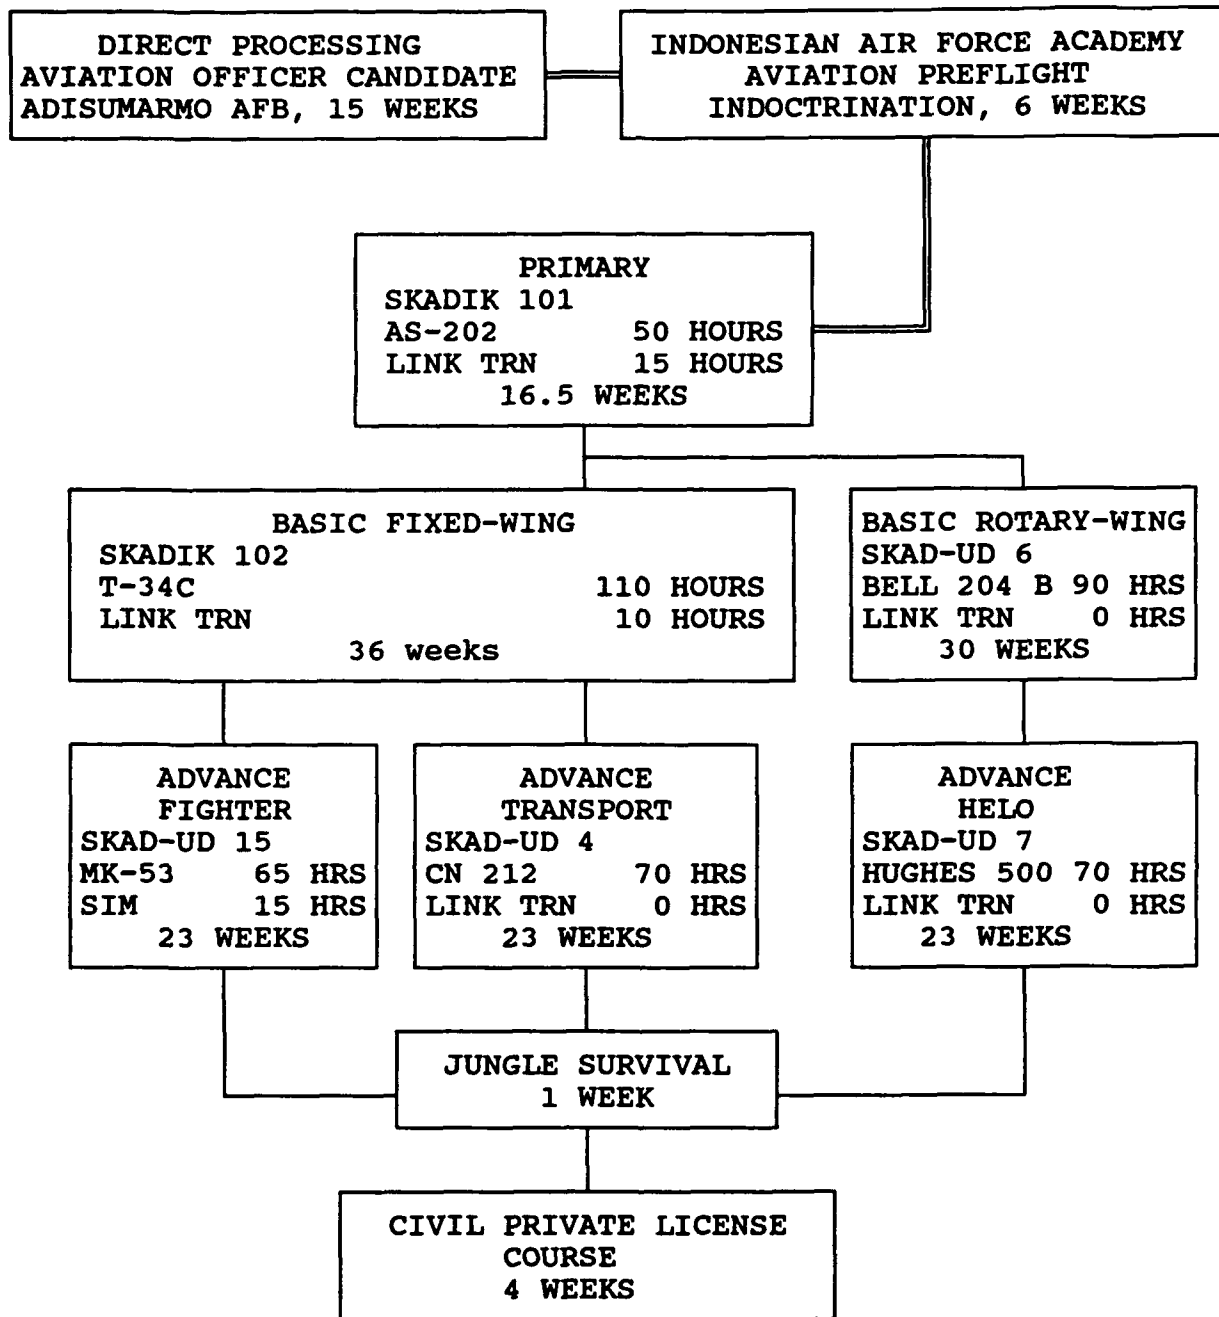 DIRECT PROCESSING
AVIATION OFFICER CANDIDATE
ADISUMARMO AFB, 15 WEEKS
INDONESIAN AIR FORCE ACADEMY
AVIATION PREFLIGHT
INDOCTRINATION, 6 WEEKS
PRIMARY
SKADIK 101
AS-202 50 HOURS
LINK TRN 15 HOURS
16.5 WEEKS
BASIC FIXED-WING
SKADIK 102
T-34C 110 HOURS
LINK TRN 10 HOURS
36 weeks
BASIC ROTARY-WING
SKAD-UD 6
BELL 204 B 90 HRS
LINK TRN 0 HRS
30 WEEKS
ADVANCE
FIGHTER
SKAD-UD 15
MK-53 65 HRS
SIM 15 HRS
23 WEEKS
ADVANCE
TRANSPORT
SKAD-UD 4
CN 212 70 HRS
LINK TRN 0 HRS
23 WEEKS
ADVANCE
HELO
SKAD-UD 7
HUGHES 500 70 HRS
LINK TRN 0 HRS
23 WEEKS
JUNGLE SURVIVAL
1 WEEK
CIVIL PRIVATE LICENSE
COURSE
4 WEEKS